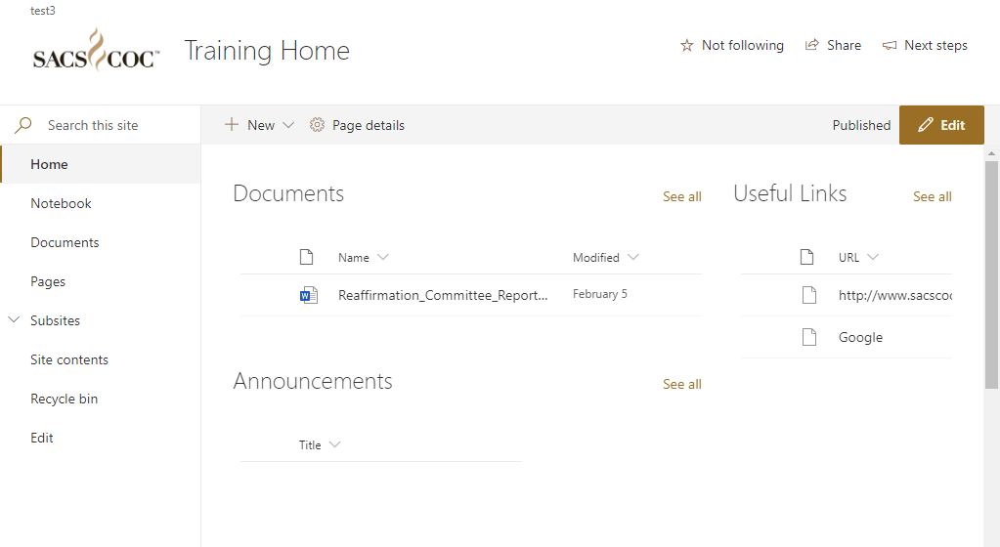 test3
SACS COC™ Training Home
Not following Share Next steps
Search this site
New Page details Published Edit
Home
Notebook
Documents
Pages
Subsites
Site contents
Recycle bin
Edit
Documents See all
Name Modified
Reaffirmation_Committee_Report... February 5
Announcements See all
Title
Useful Links See all
URL
http://www.sacscoc
Google